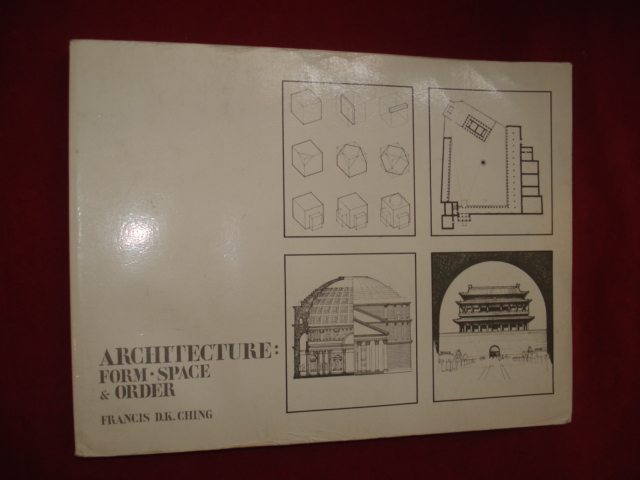 ARCHITECTURE:
FORM · SPACE
& ORDER
FRANCIS D.K. CHING